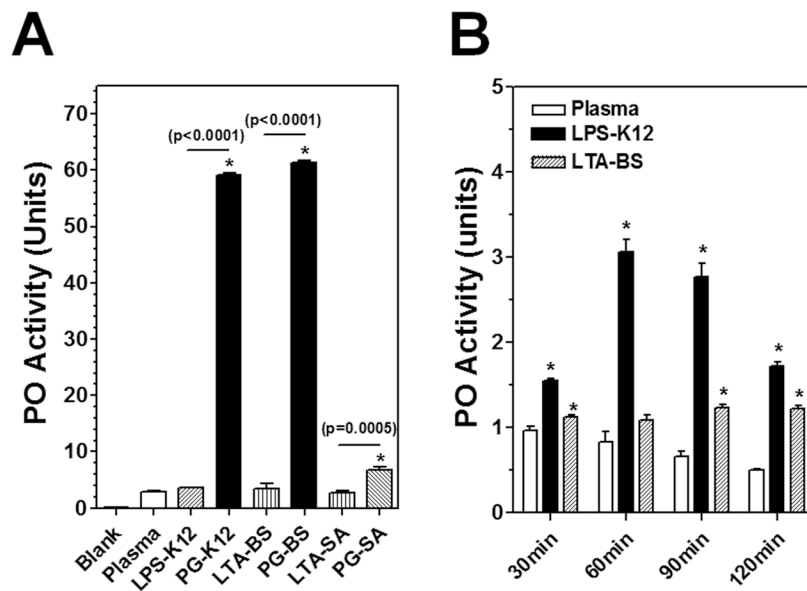 A
PO Activity (Units)
70
60
50
40
30
20
10
0
(p<0.0001)
(p<0.0001)
(p=0.0005)
*
*
*
Blank
Plasma
LPS-K12
PG-K12
LTA-BS
PG-BS
LTA-SA
PG-SA
B
PO Activity (units)
5
4
3
2
1
0
Plasma
LPS-K12
LTA-BS
*
*
*
*
*
*
*
30min
60min
90min
120min